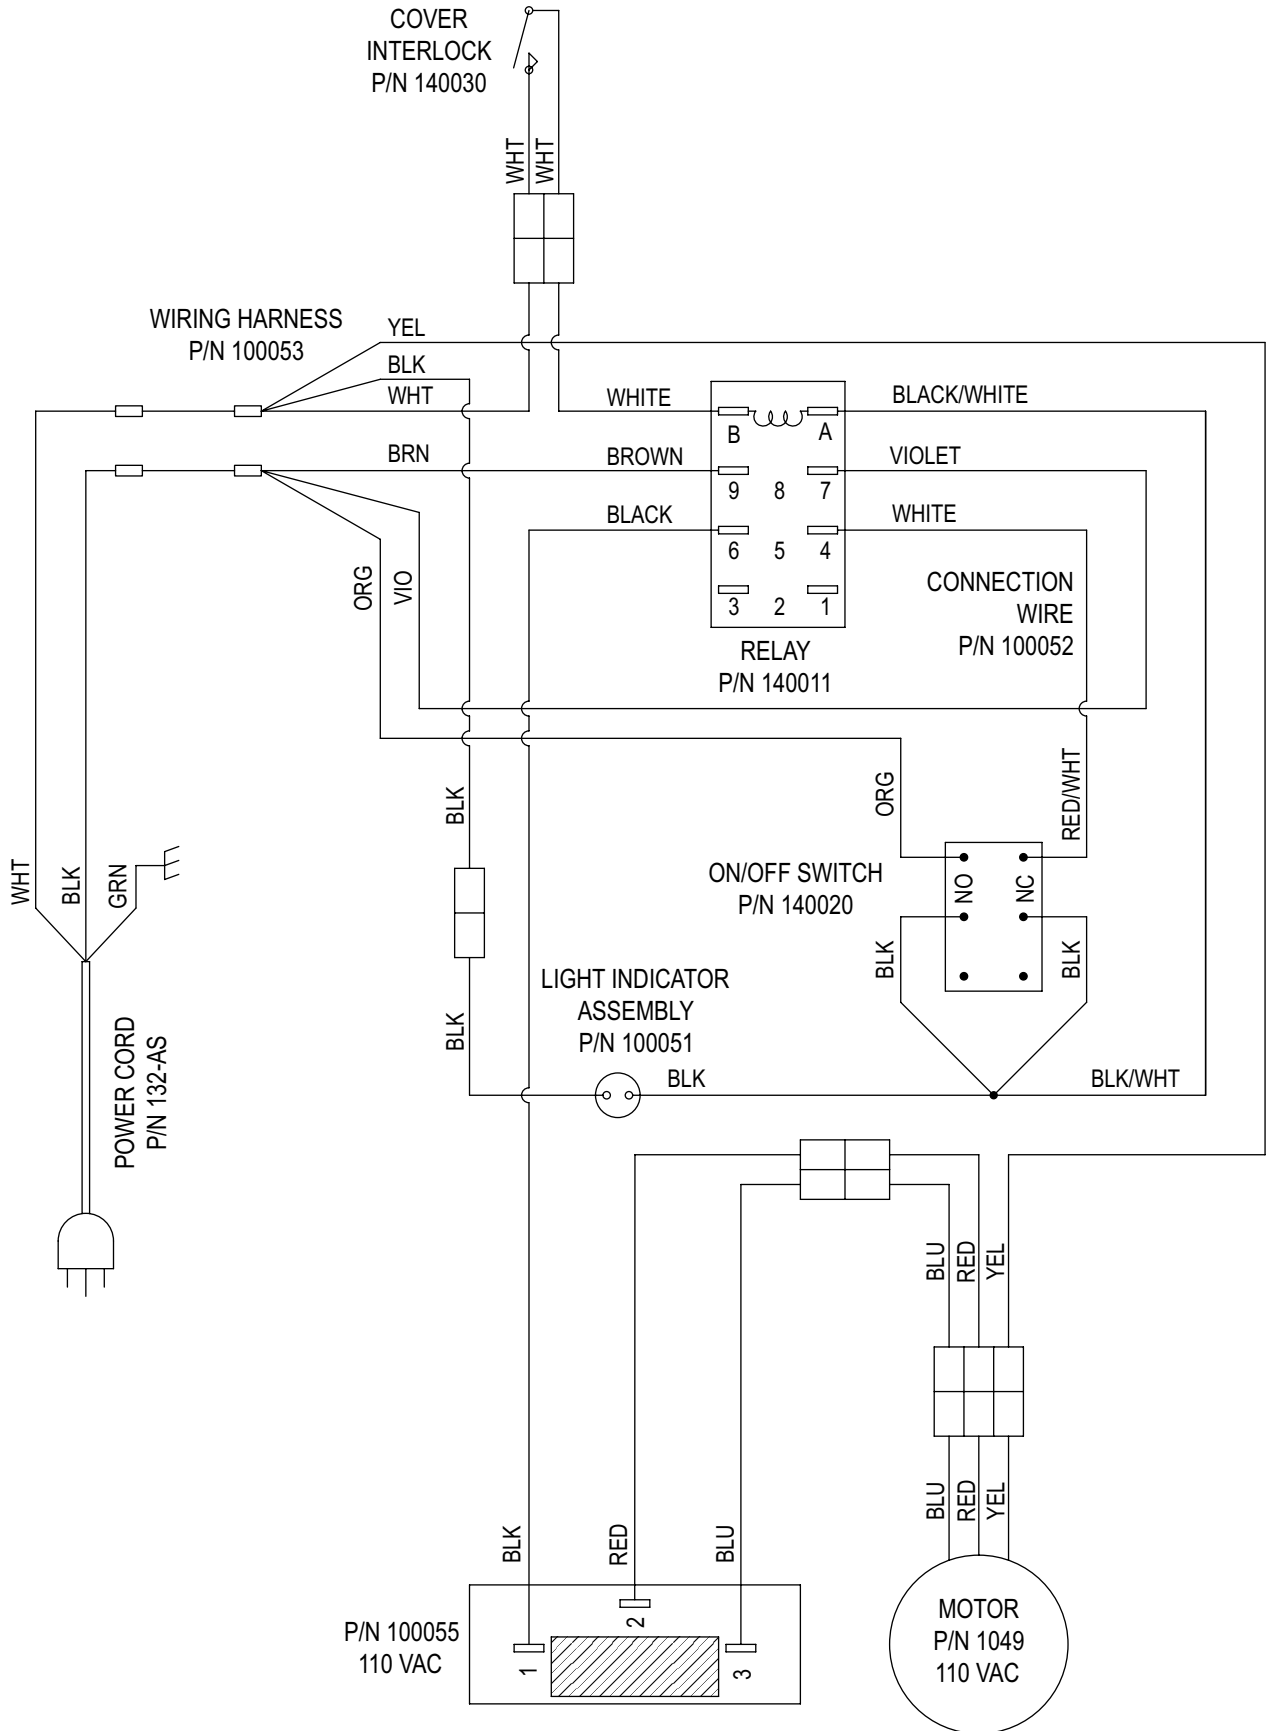 COVER
INTERLOCK
P/N 140030
WHT
WHT
WIRING HARNESS
P/N 100053
YEL
BLK
WHT
WHITE
BLACK/WHITE
B
A
BRN
BROWN
VIOLET
9 8 7
BLACK
WHITE
6 5 4
ORG
VIO
3 2 1
CONNECTION
WIRE
P/N 100052
RELAY
P/N 140011
BLK
ORG
RED/WHT
WHT
BLK
GRN
ON/OFF SWITCH
P/N 140020
NO
NC
BLK
BLK
LIGHT INDICATOR
ASSEMBLY
P/N 100051
BLK
BLK
BLK/WHT
POWER CORD
P/N 132-AS
BLU
RED
YEL
BLU
RED
YEL
BLK
RED
BLU
P/N 100055
110 VAC
1
2
3
MOTOR
P/N 1049
110 VAC